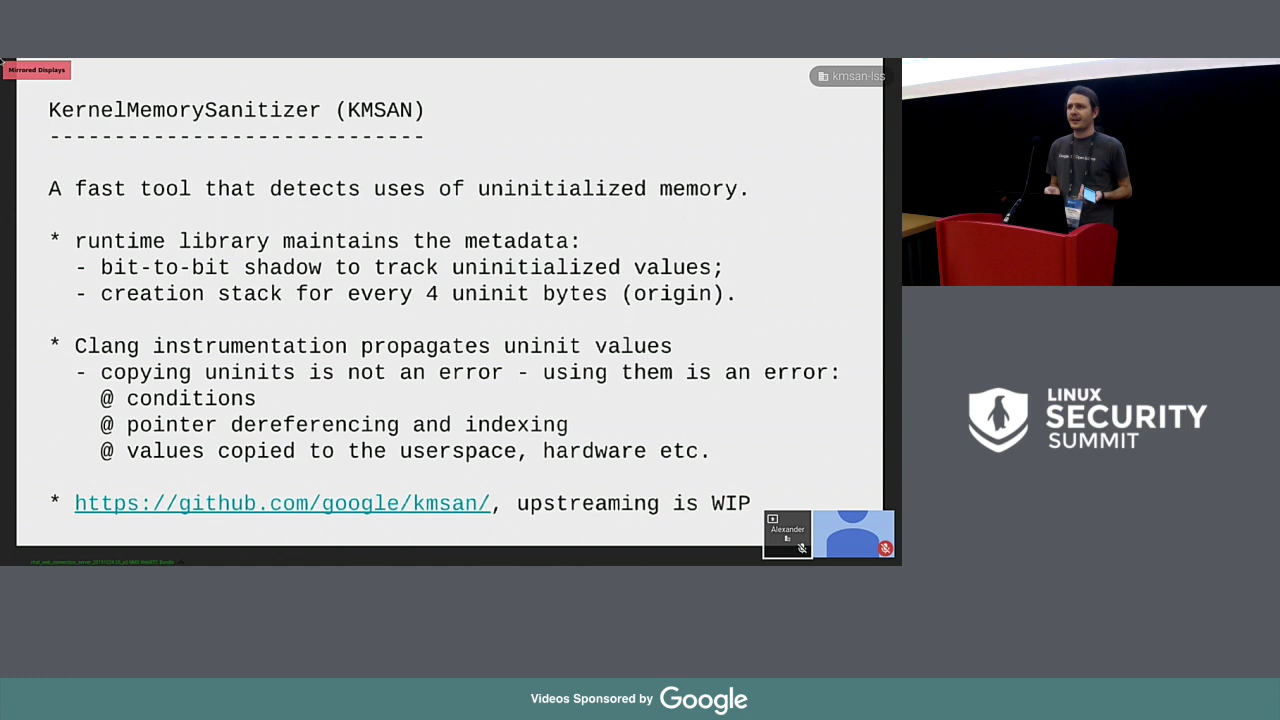 Mirrored Displays
kmsan-lss
KernelMemorySanitizer (KMSAN)
-----------------------------
A fast tool that detects uses of uninitialized memory.
* runtime library maintains the metadata:
- bit-to-bit shadow to track uninitialized values;
- creation stack for every 4 uninit bytes (origin).
* Clang instrumentation propagates uninit values
- copying uninits is not an error - using them is an error:
@ conditions
@ pointer dereferencing and indexing
@ values copied to the userspace, hardware etc.
* https://github.com/google/kmsan/, upstreaming is WIP
Alexander
LINUX
SECURITY
SUMMIT
Videos Sponsored by Google